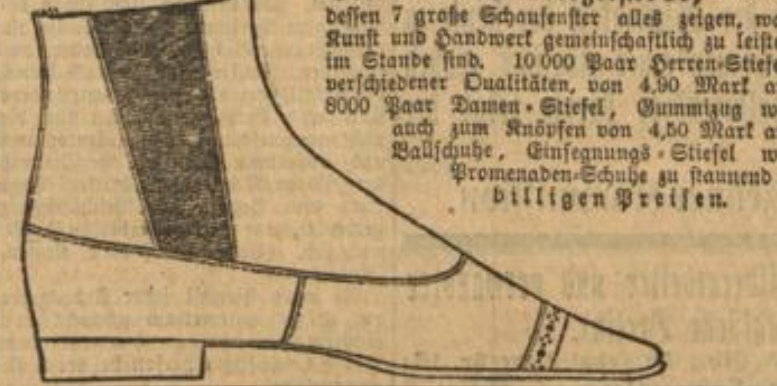 dessen 7 große Schaufenster alles zeigen,
Kunst und Handwerk gemeinschaftlich zu leist
im Stande sind. 10 000 Paar Herren-Stiefe
verschiedener Qualitäten, von 4,90 Mark a
8000 Paar Damen-Stiefel, Gummizug
auch zum Knöpfen von 4,50 Mark a
Ballschuhe, Einsegnungs-Stiefel
Promenaden-Schuhe zu staunend
billigen Preisen.